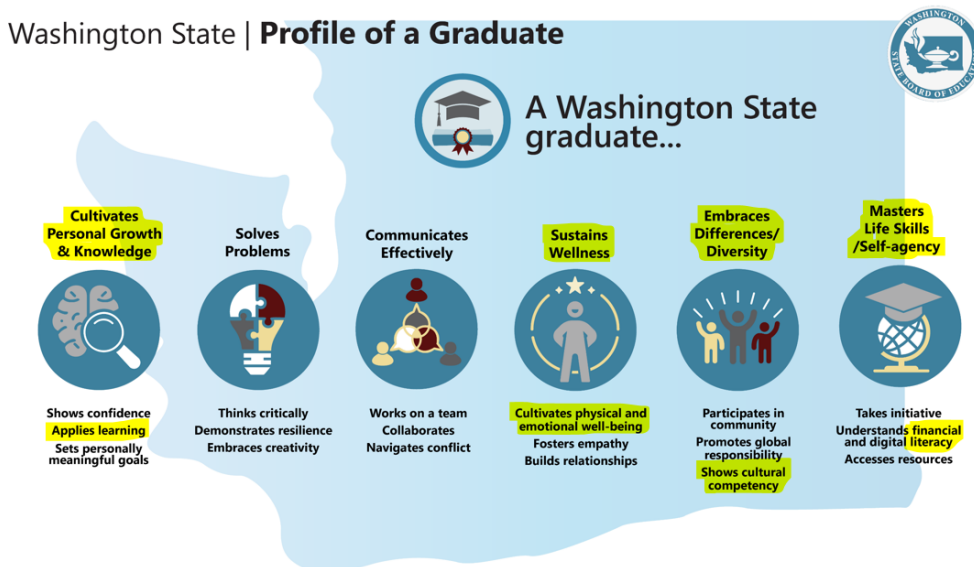 Washington State | Profile of a Graduate
WASHINGTON
STATE BOARD OF EDUCATION
A Washington State
graduate...
Cultivates
Personal Growth
& Knowledge
Shows confidence
Applies learning
Sets personally
meaningful goals
Solves
Problems
Thinks critically
Demonstrates resilience
Embraces creativity
Communicates
Effectively
Works on a team
Collaborates
Navigates conflict
Sustains
Wellness
Cultivates physical and
emotional well-being
Fosters empathy
Builds relationships
Embraces
Differences/
Diversity
Participates in
community
Promotes global
responsibility
Shows cultural
competency
Masters
Life Skills
/Self-agency
Takes initiative
Understands financial
and digital literacy
Accesses resources